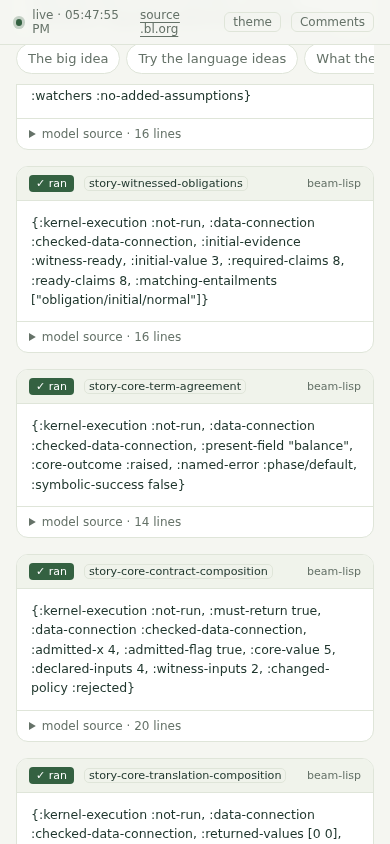 live · 05:47:55
PM
source
.bl.org
theme
Comments
The big idea
Try the language ideas
What the
:watchers :no-added-assumptions}
model source · 16 lines
✓ ran
story-witnessed-obligations
beam-lisp
{:kernel-execution :not-run, :data-connection
:checked-data-connection, :initial-evidence
:witness-ready, :initial-value 3, :required-claims 8,
:ready-claims 8, :matching-entailments
["obligation/initial/normal"]}
model source · 16 lines
✓ ran
story-core-term-agreement
beam-lisp
{:kernel-execution :not-run, :data-connection
:checked-data-connection, :present-field "balance",
:core-outcome :raised, :named-error :phase/default,
:symbolic-success false}
model source · 14 lines
✓ ran
story-core-contract-composition
beam-lisp
{:kernel-execution :not-run, :must-return true,
:data-connection :checked-data-connection,
:admitted-x 4, :admitted-flag true, :core-value 5,
:declared-inputs 4, :witness-inputs 2, :changed-
policy :rejected}
model source · 20 lines
✓ ran
story-core-translation-composition
beam-lisp
{:kernel-execution :not-run, :data-connection
:checked-data-connection, :returned-values [0 0],